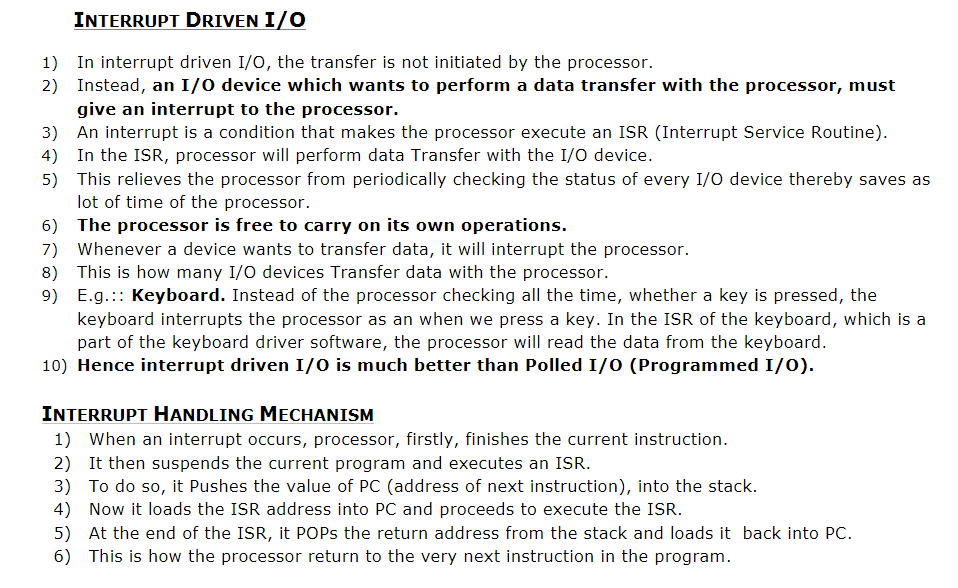 INTERRUPT DRIVEN I/O
1) In interrupt driven I/O, the transfer is not initiated by the processor.
2) Instead, an I/O device which wants to perform a data transfer with the processor, must
give an interrupt to the processor.
3) An interrupt is a condition that makes the processor execute an ISR (Interrupt Service Routine).
4) In the ISR, processor will perform data Transfer with the I/O device.
5) This relieves the processor from periodically checking the status of every I/O device thereby saves as
lot of time of the processor.
6) The processor is free to carry on its own operations.
7) Whenever a device wants to transfer data, it will interrupt the processor.
8) This is how many I/O devices Transfer data with the processor.
9) E.g.:: Keyboard. Instead of the processor checking all the time, whether a key is pressed, the
keyboard interrupts the processor as an when we press a key. In the ISR of the keyboard, which is a
part of the keyboard driver software, the processor will read the data from the keyboard.
10) Hence interrupt driven I/O is much better than Polled I/O (Programmed I/O).
INTERRUPT HANDLING MECHANISM
1) When an interrupt occurs, processor, firstly, finishes the current instruction.
2) It then suspends the current program and executes an ISR.
3) To do so, it Pushes the value of PC (address of next instruction), into the stack.
4) Now it loads the ISR address into PC and proceeds to execute the ISR.
5) At the end of the ISR, it POPs the return address from the stack and loads it  back into PC.
6) This is how the processor return to the very next instruction in the program.